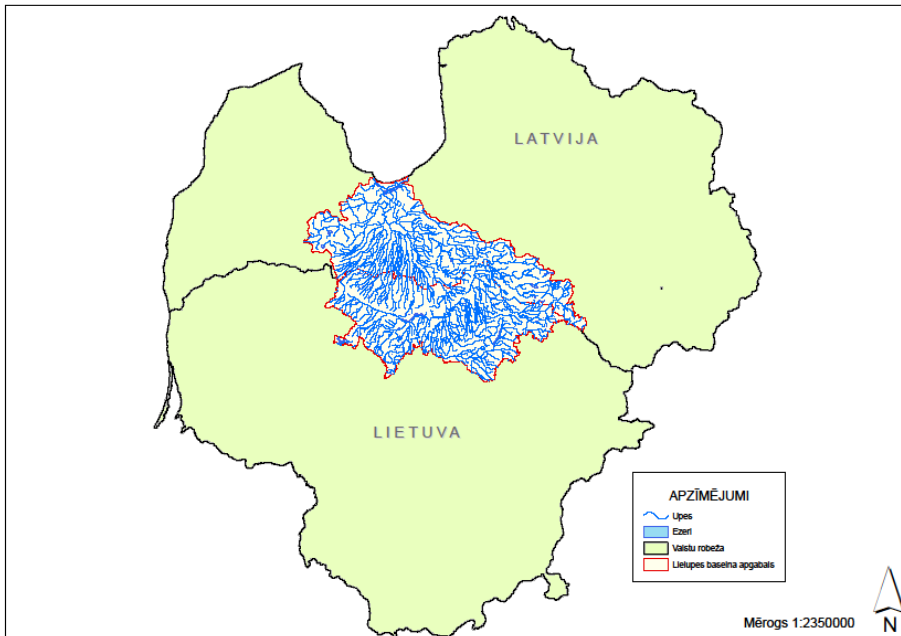 LATVIJA
LIETUVA
APZĪMĒJUMI
Upes
Ezeri
Valstu robeža
Lielupes baseina apgabals
Mērogs 1:2350000
N